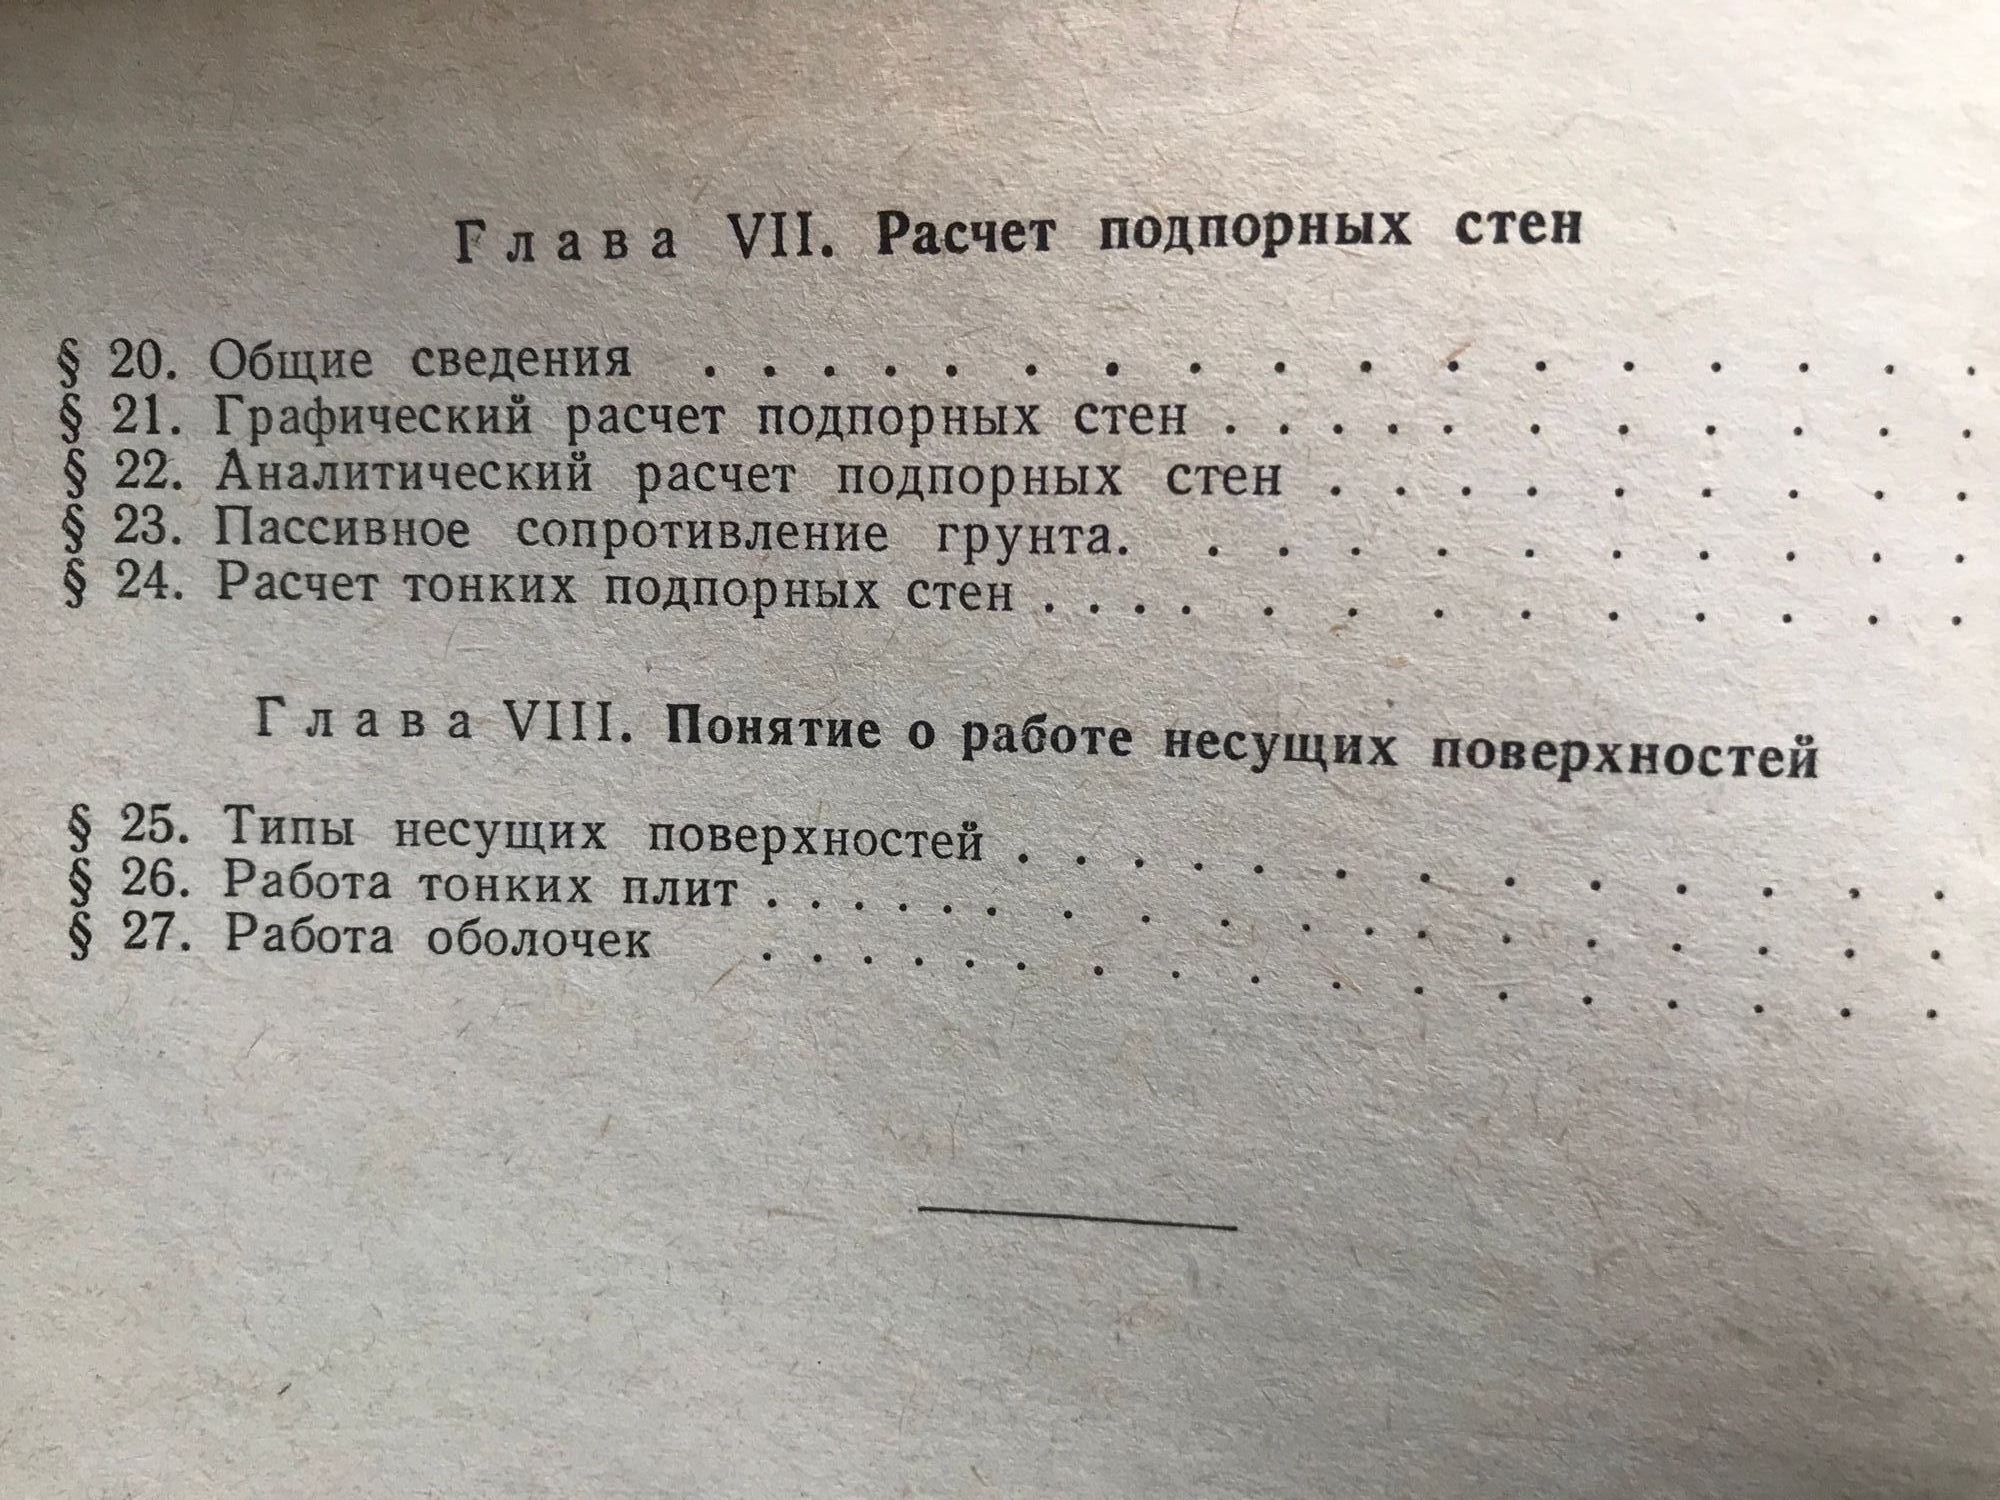 Глава VII. Расчет подпорных стен
§ 20. Общие сведения . . . . . . . . . . . . . . . .
§ 21. Графический расчет подпорных стен . . . . . . . . . . . .
§ 22. Аналитический расчет подпорных стен . . . . . . . . .
§ 23. Пассивное сопротивление грунта. . . . . . . . . . .
§ 24. Расчет тонких подпорных стен . . . . . . . . . . . . .
Глава VIII. Понятие о работе несущих поверхностей
§ 25. Типы несущих поверхностей . . . . . . . . . . . . .
§ 26. Работа тонких плит . . . . . . . . . . . . . . . . .
§ 27. Работа оболочек . . . . . . . . . . . . . . . . .